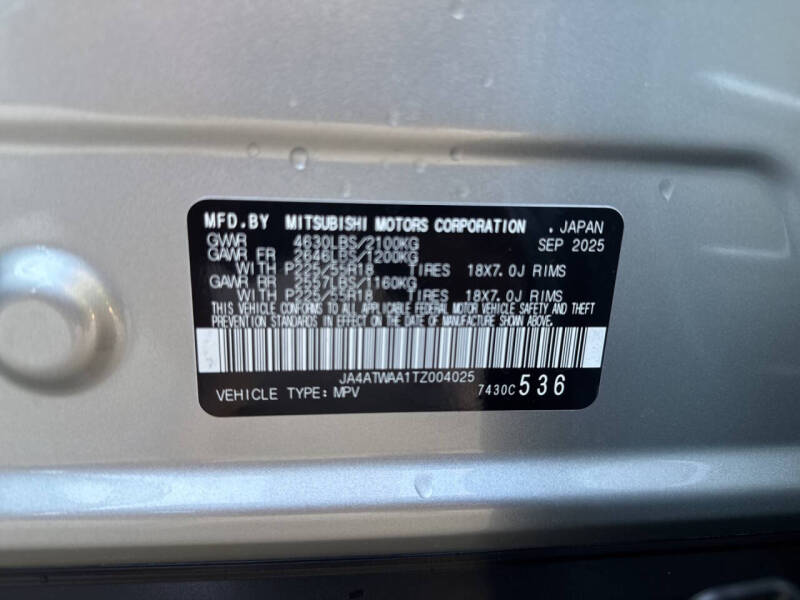 MFD.BY MITSUBISHI MOTORS CORPORATION . JAPAN
GVWR 4630LBS/2100KG SEP 2025
GAWR FR 2646LBS/1200KG
WITH P225/55R18 TIRES 18X7.0J RIMS
GAWR RR 2557LBS/1160KG
WITH P225/55R18 TIRES 18X7.0J RIMS
THIS VEHICLE CONFORMS TO ALL APPLICABLE FEDERAL MOTOR VEHICLE SAFETY AND THEFT
PREVENTION STANDARDS IN EFFECT ON THE DATE OF MANUFACTURE SHOWN ABOVE.
JA4ATWAA1TZ004025
VEHICLE TYPE: MPV 7430C 536